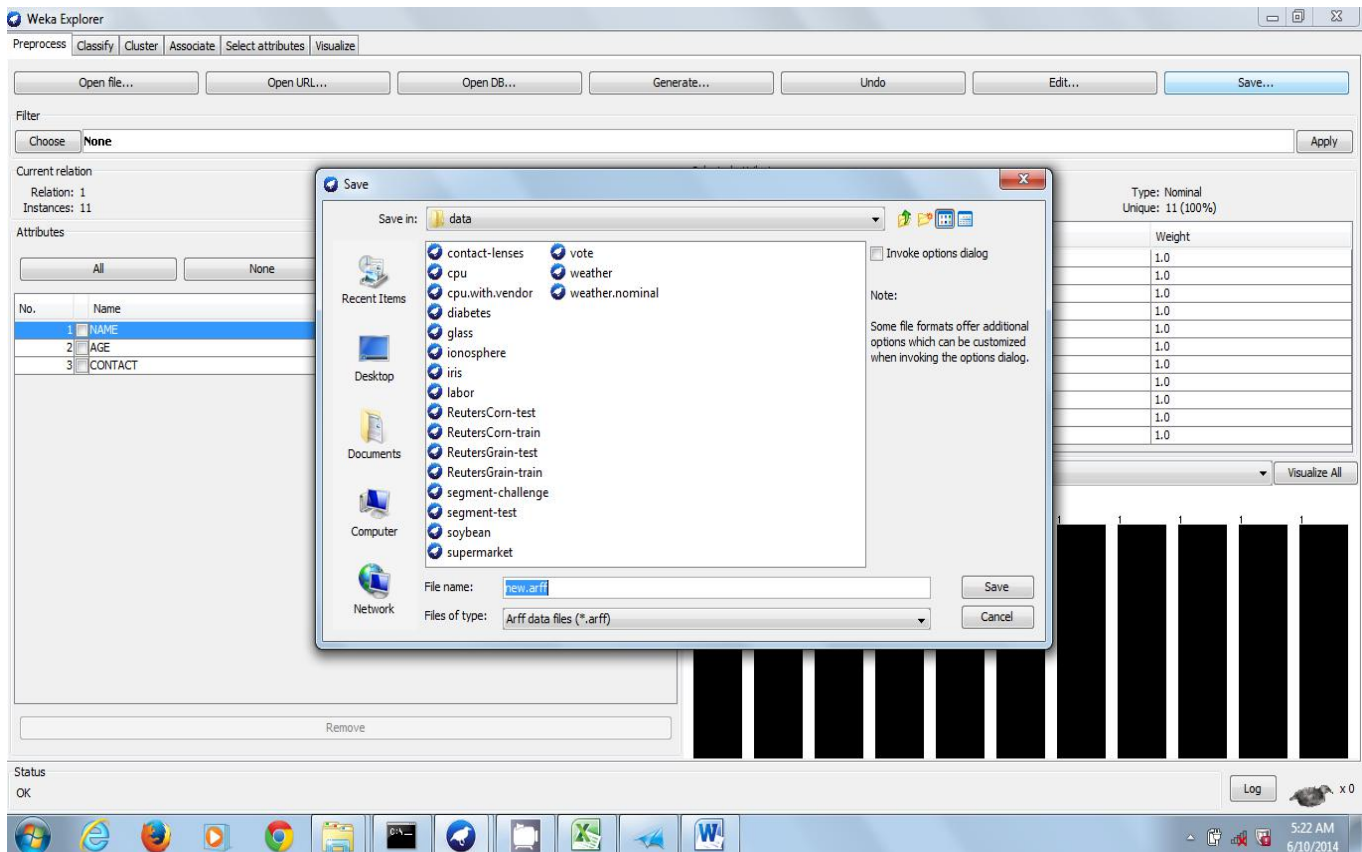 Weka Explorer
Preprocess Classify Cluster Associate Select attributes Visualize
Open file... Open URL... Open DB... Generate... Undo Edit... Save...
Filter
Choose None Apply
Current relation
Relation: 1
Instances: 11
Type: Nominal
Unique: 11 (100%)
Attributes
All None
No. Name
1 NAME
2 AGE
3 CONTACT
Remove
Weight
1.0
1.0
1.0
1.0
1.0
1.0
1.0
1.0
1.0
1.0
1.0
Visualize All
1 1 1 1 1
Save
Save in: data
Recent Items
Desktop
Documents
Computer
Network
contact-lenses
cpu
cpu.with.vendor
diabetes
glass
ionosphere
iris
labor
ReutersCorn-test
ReutersCorn-train
ReutersGrain-test
ReutersGrain-train
segment-challenge
segment-test
soybean
supermarket
vote
weather
weather.nominal
Invoke options dialog
Note:
Some file formats offer additional
options which can be customized
when invoking the options dialog.
File name: new.arff Save
Files of type: Arff data files (*.arff) Cancel
Status
OK
Log x 0
C:\_
5:22 AM
6/10/2014